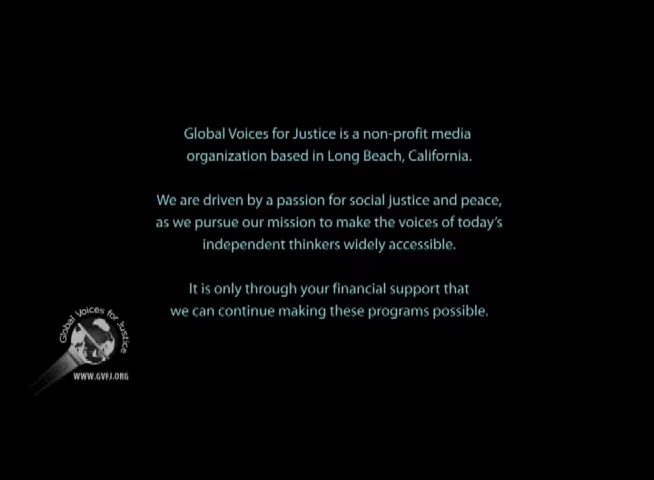 Global Voices for Justice is a non-profit media
organization based in Long Beach, California.
We are driven by a passion for social justice and peace,
as we pursue our mission to make the voices of today's
independent thinkers widely accessible.
It is only through your financial support that
we can continue making these programs possible.
Global Voices for Justice
WWW.GVFJ.ORG